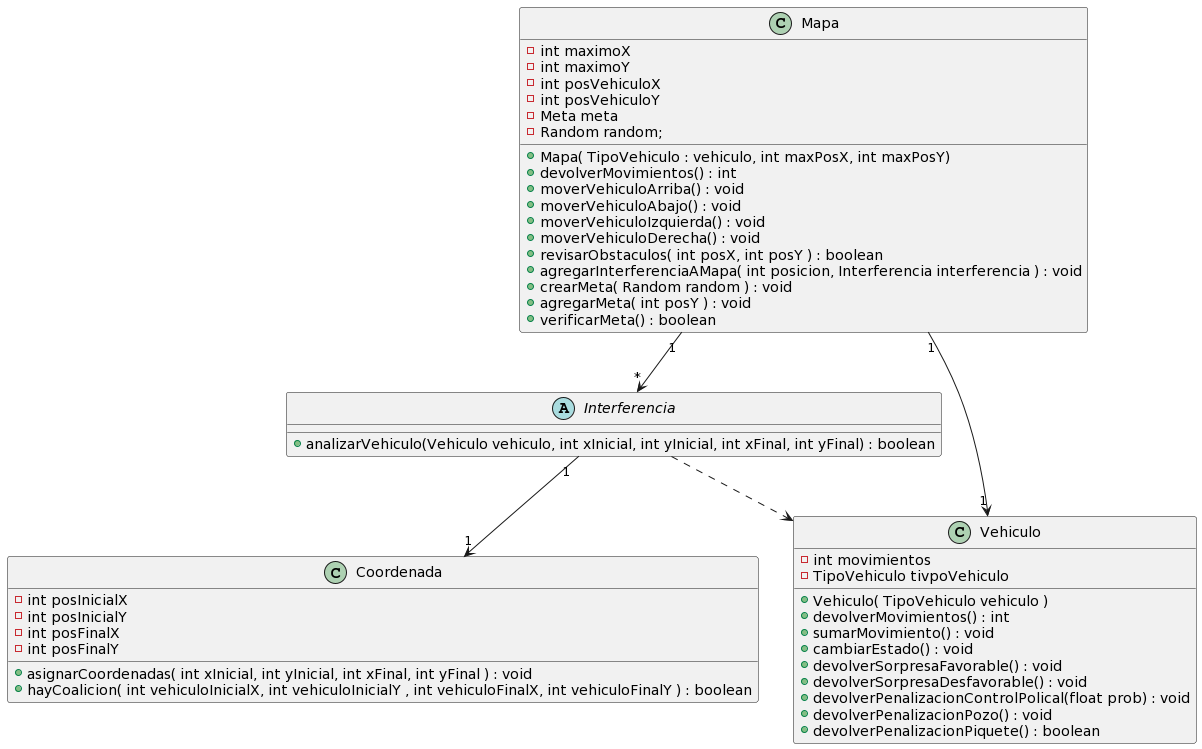 C Mapa
int maximoX
int maximoY
int posVehiculoX
int posVehiculoY
Meta meta
Random random;
Mapa( TipoVehiculo : vehiculo, int maxPosX, int maxPosY)
devolverMovimientos() : int
moverVehiculoArriba() : void
moverVehiculoAbajo() : void
moverVehiculoIzquierda() : void
moverVehiculoDerecha() : void
revisarObstaculos( int posX, int posY ) : boolean
agregarInterferenciaAMapa( int posicion, Interferencia interferencia ) : void
crearMeta( Random random ) : void
agregarMeta( int posY ) : void
verificarMeta() : boolean
1
1
*
A Interferencia
analizarVehiculo(Vehiculo vehiculo, int xInicial, int yInicial, int xFinal, int yFinal) : boolean
1
1
1
C Coordenada
int posInicialX
int posInicialY
int posFinalX
int posFinalY
asignarCoordenadas( int xInicial, int yInicial, int xFinal, int yFinal ) : void
hayCoalicion( int vehiculoInicialX, int vehiculoInicialY , int vehiculoFinalX, int vehiculoFinalY ) : boolean
C Vehiculo
int movimientos
TipoVehiculo tivpoVehiculo
Vehiculo( TipoVehiculo vehiculo )
devolverMovimientos() : int
sumarMovimiento() : void
cambiarEstado() : void
devolverSorpresaFavorable() : void
devolverSorpresaDesfavorable() : void
devolverPenalizacionControlPolical(float prob) : void
devolverPenalizacionPozo() : void
devolverPenalizacionPiquete() : boolean